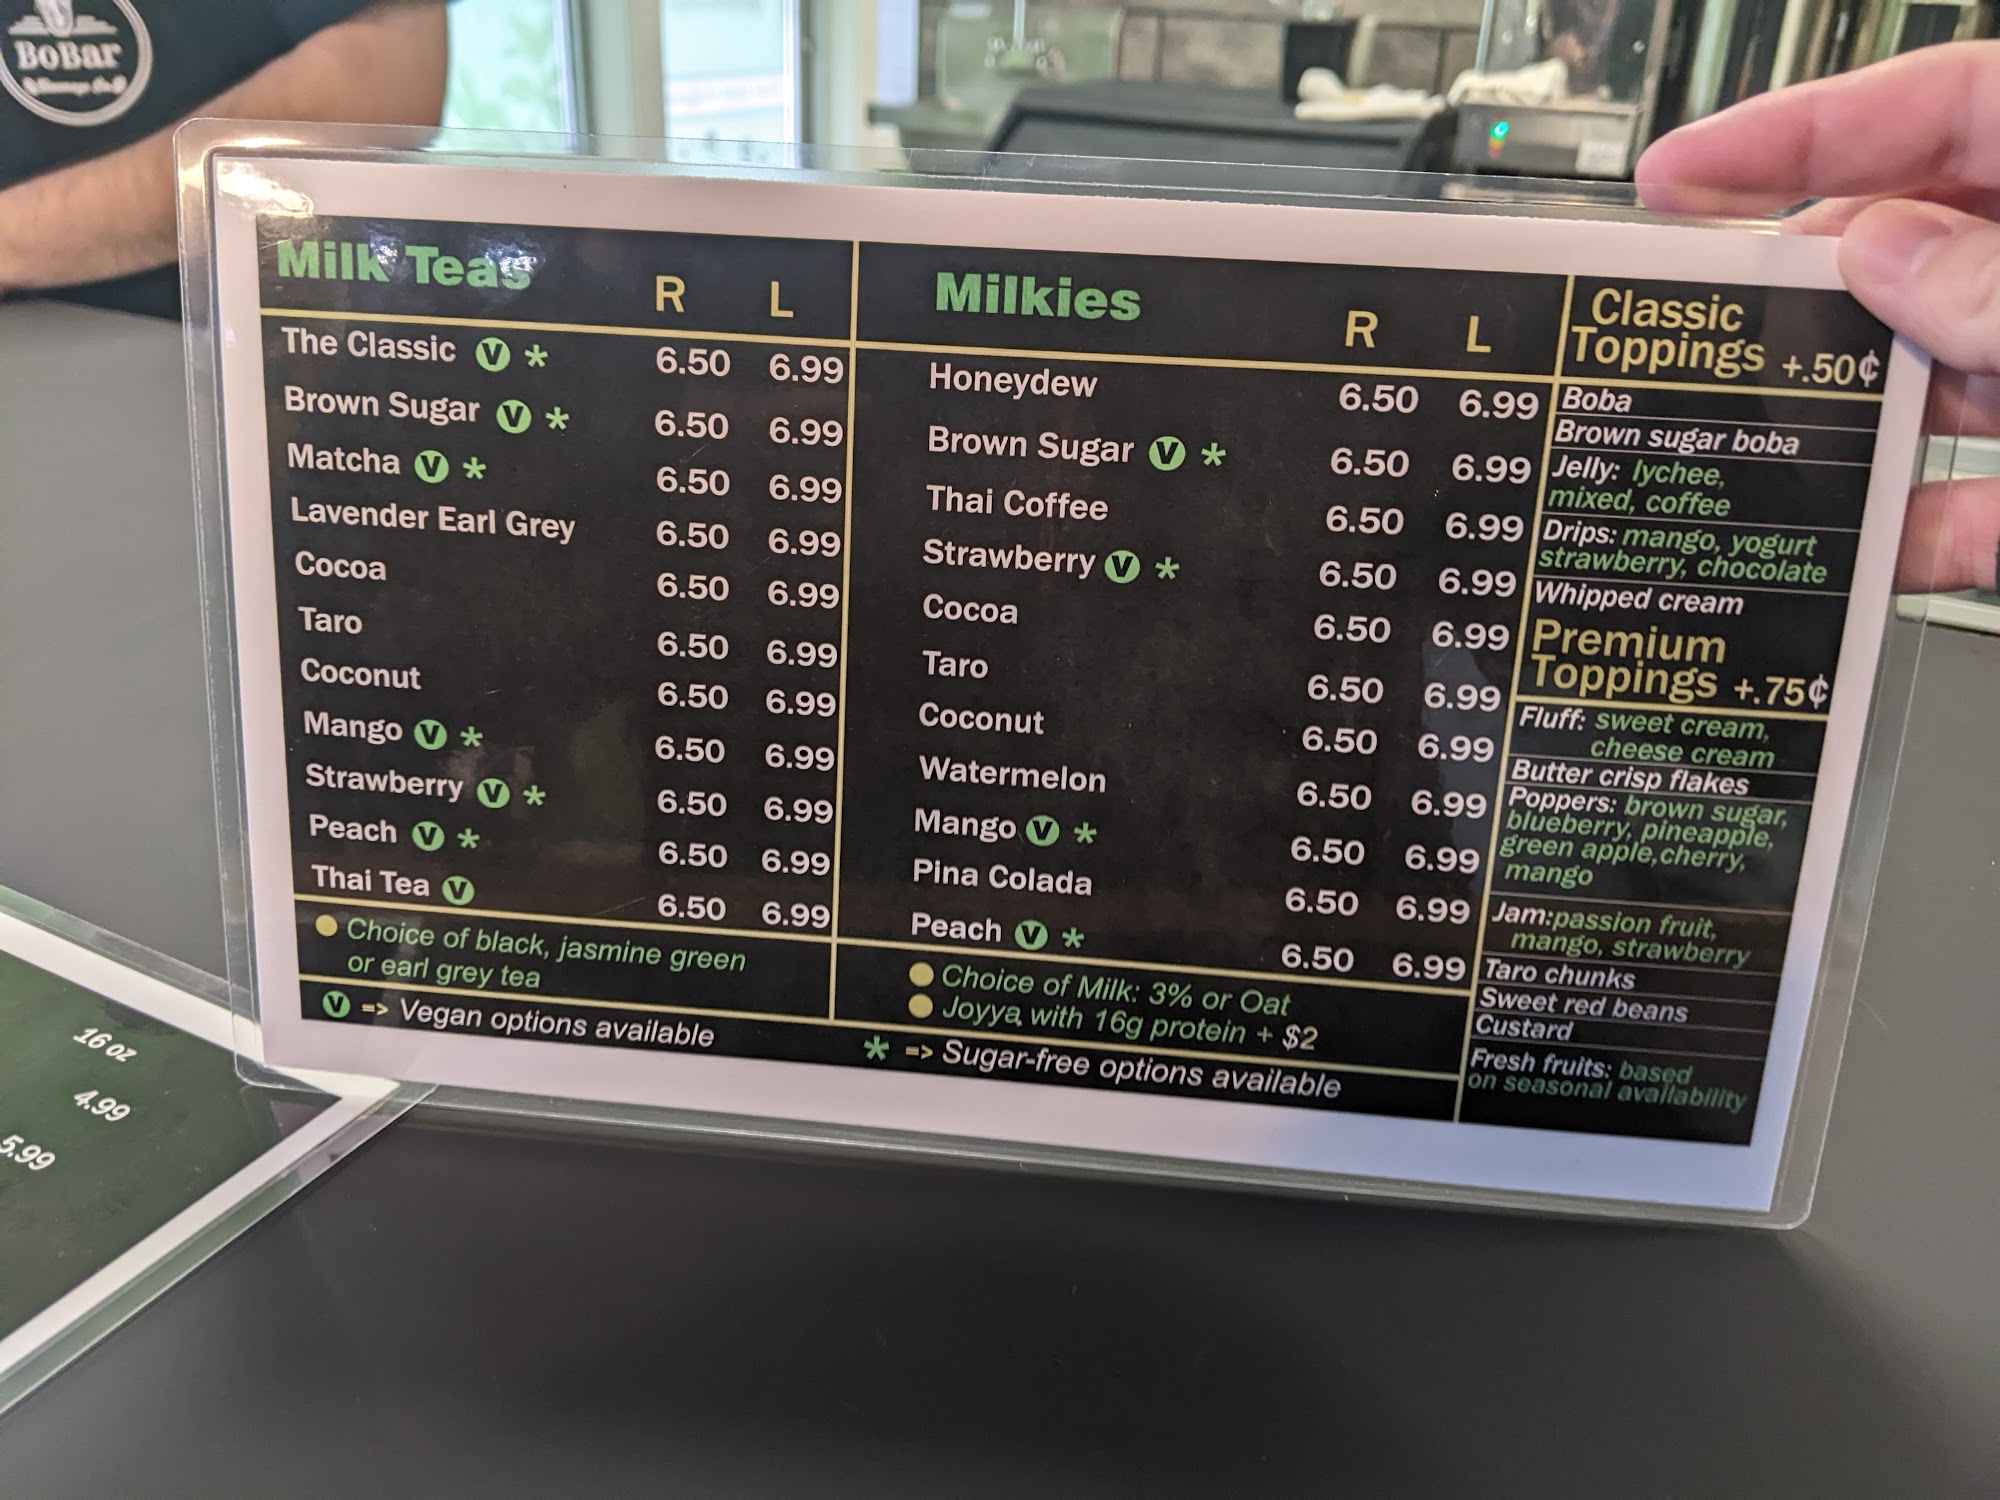 BoBar
Milk Teas R L
The Classic V * 6.50 6.99
Brown Sugar V * 6.50 6.99
Matcha V * 6.50 6.99
Lavender Earl Grey 6.50 6.99
Cocoa 6.50 6.99
Taro 6.50 6.99
Coconut 6.50 6.99
Mango V * 6.50 6.99
Strawberry V * 6.50 6.99
Peach V * 6.50 6.99
Thai Tea V 6.50 6.99
Choice of black, jasmine green
or earl grey tea
V => Vegan options available
Milkies R L
Honeydew 6.50 6.99
Brown Sugar V * 6.50 6.99
Thai Coffee 6.50 6.99
Strawberry V * 6.50 6.99
Cocoa 6.50 6.99
Taro 6.50 6.99
Coconut 6.50 6.99
Watermelon 6.50 6.99
Mango V * 6.50 6.99
Pina Colada 6.50 6.99
Peach V * 6.50 6.99
Choice of Milk: 3% or Oat
Joyya, with 16g protein + $2
* => Sugar-free options available
Classic
Toppings +.50¢
Boba
Brown sugar boba
Jelly: lychee,
mixed, coffee
Drips: mango, yogurt
strawberry, chocolate
Whipped cream
Premium
Toppings +.75¢
Fluff: sweet cream,
cheese cream
Butter crisp flakes
Poppers: brown sugar,
blueberry, pineapple,
green apple,cherry,
mango
Jam:passion fruit,
mango, strawberry
Taro chunks
Sweet red beans
Custard
Fresh fruits: based
on seasonal availability
16 oz
4.99
5.99